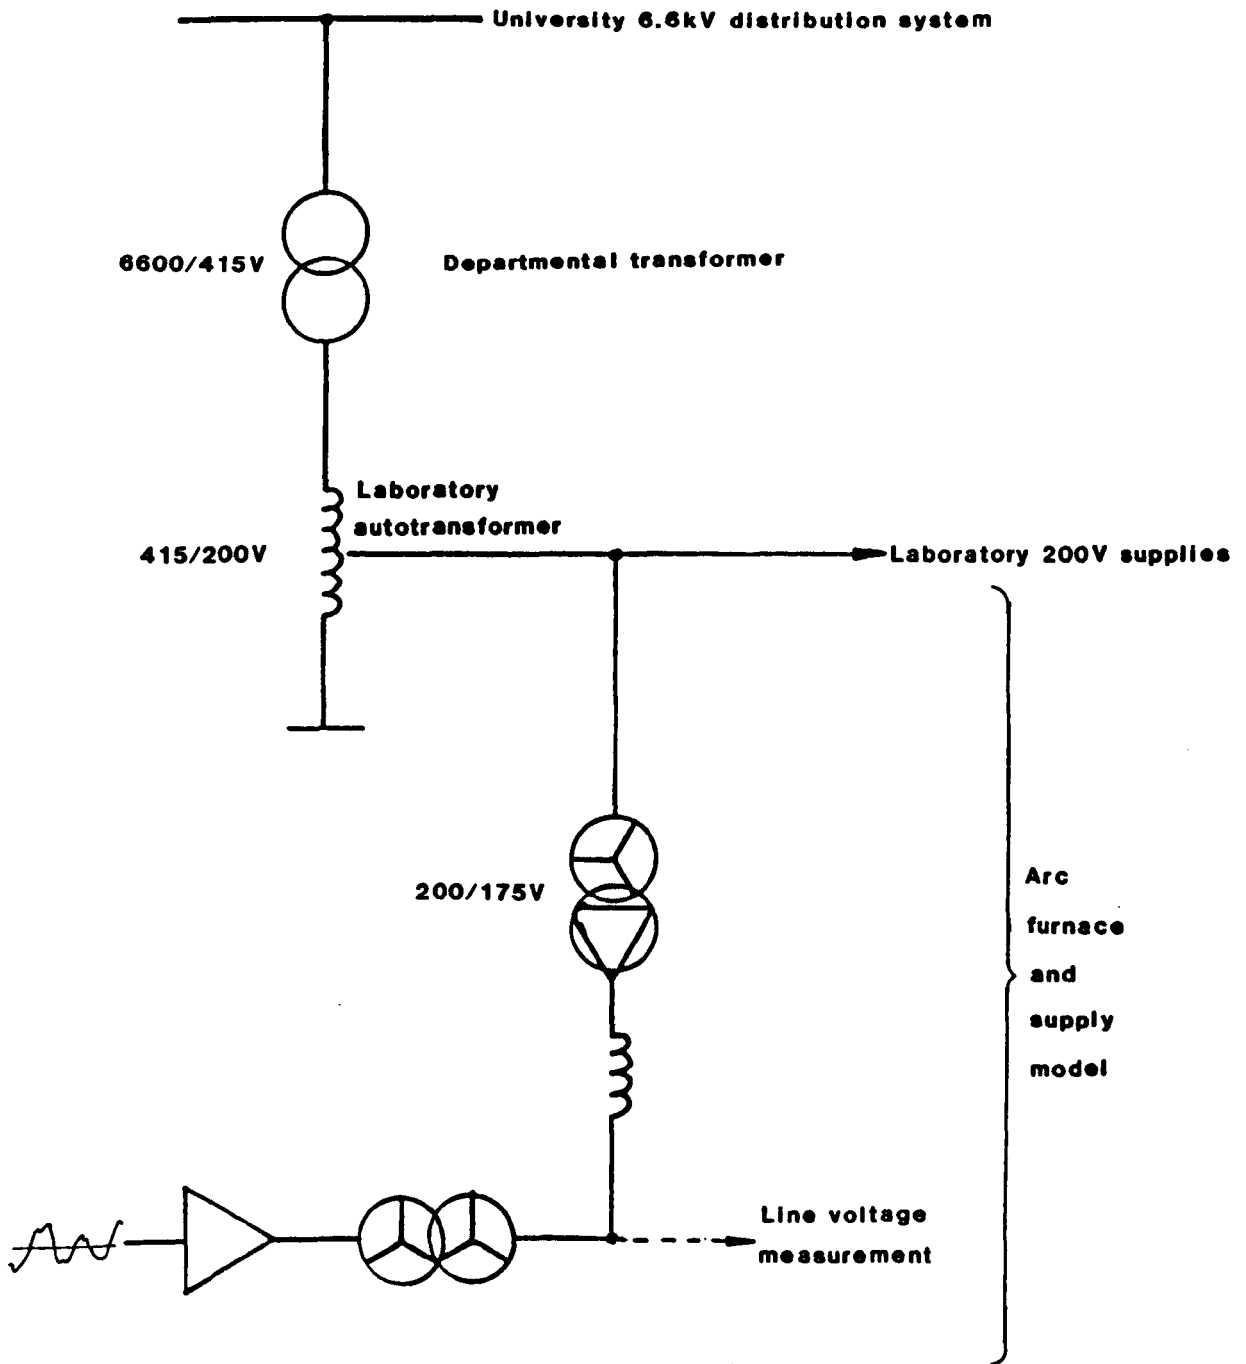 University 6.6kV distribution system
6600/415V
Departmental transformer
Laboratory
autotransformer
415/200V
Laboratory 200V supplies
200/175V
Arc
furnace
and
supply
model
Line voltage
measurement